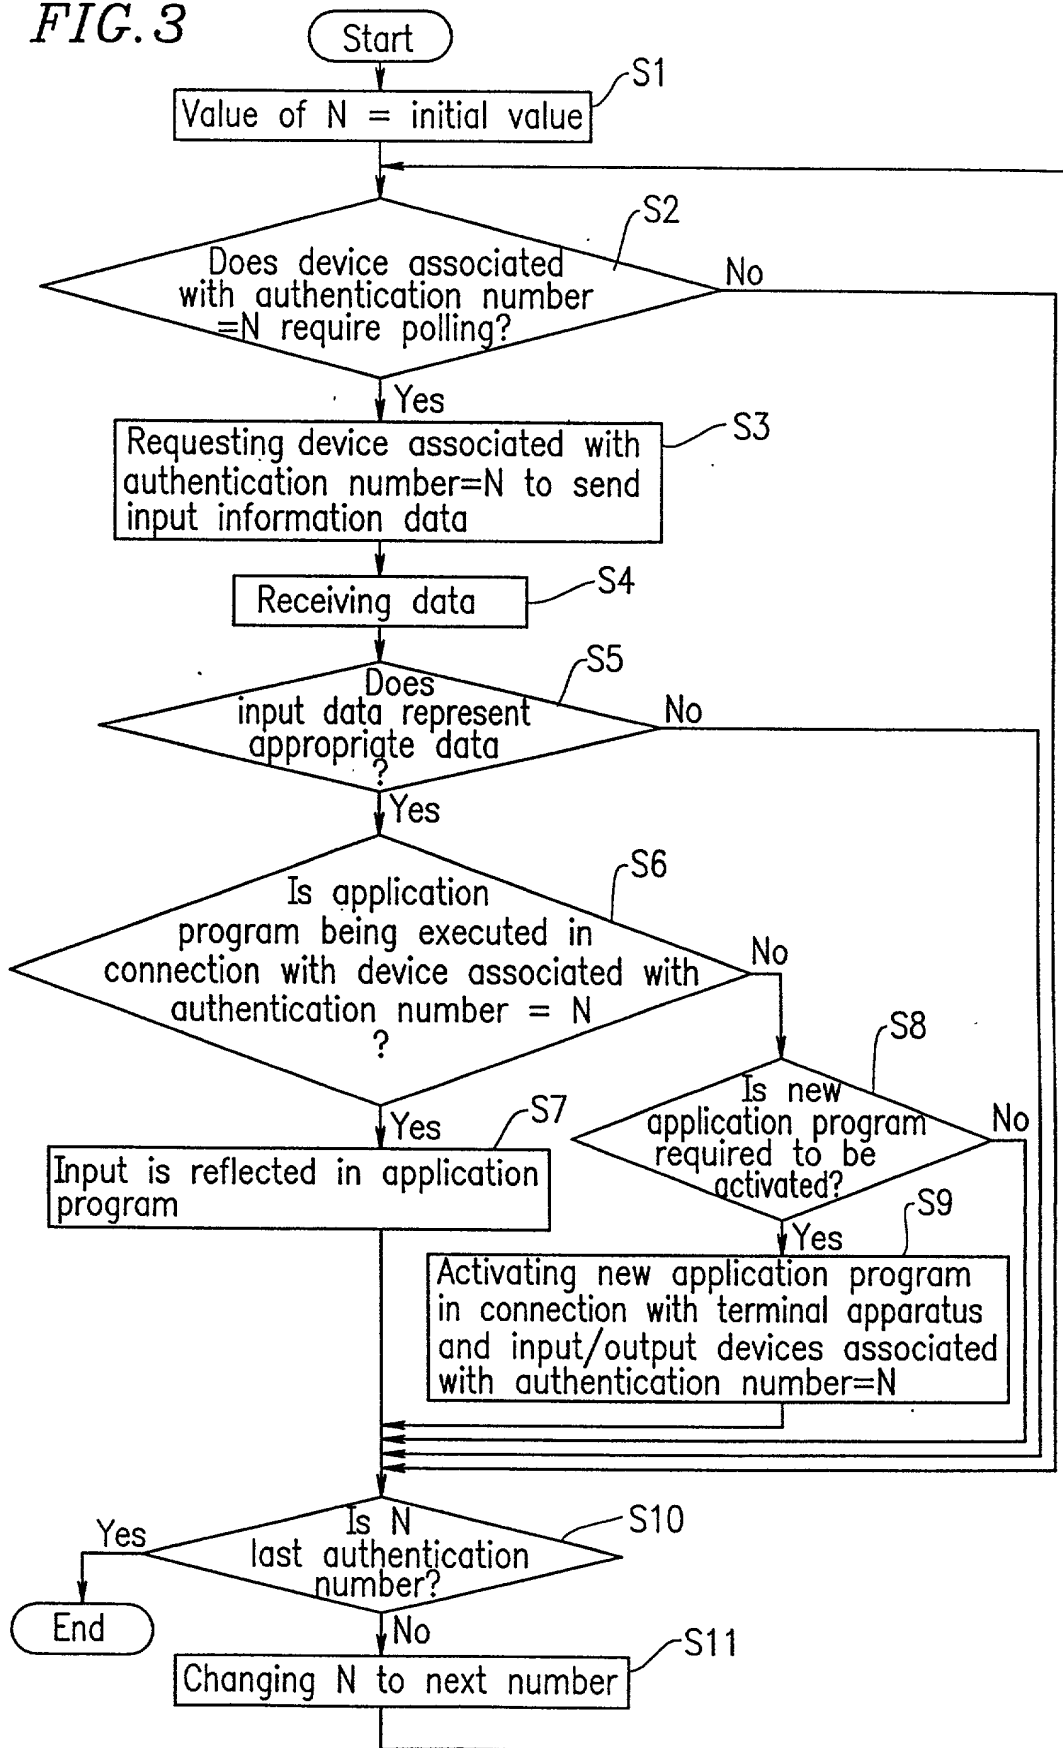 FIG.3
Start
S1
Value of N = initial value
S2
Does device associated
with authentication number
=N require polling?
No
Yes
S3
Requesting device associated with
authentication number=N to send
input information data
S4
Receiving data
S5
Does
input data represent
appropriate data
?
No
Yes
S6
Is application
program being executed in
connection with device associated with
authentication number = N
?
No
Yes
S7
Input is reflected in application
program
S8
Is new
application program
required to be
activated?
No
Yes
S9
Activating new application program
in connection with terminal apparatus
and input/output devices associated
with authentication number=N
S10
Is N
last authentication
number?
Yes
End
No
S11
Changing N to next number